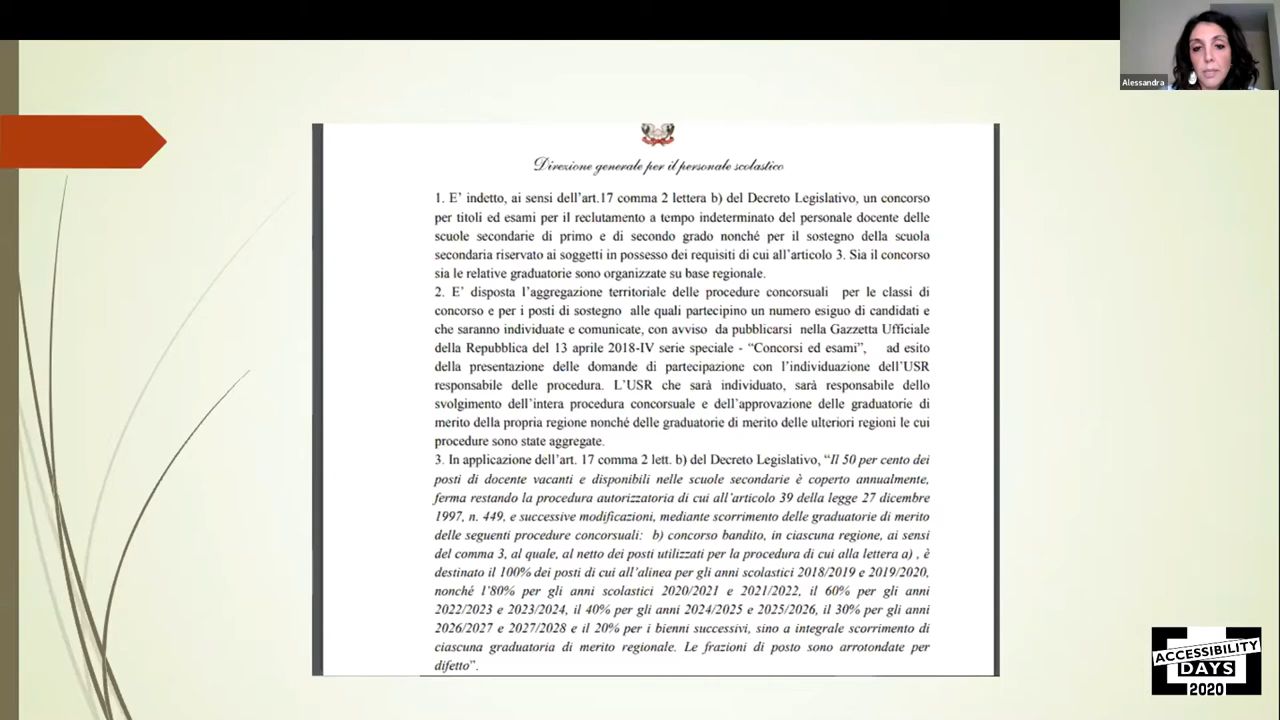 Alessandra
Direzione generale per il personale scolastico
1. E’ indetto, ai sensi dell’art.17 comma 2 lettera b) del Decreto Legislativo, un concorso
per titoli ed esami per il reclutamento a tempo indeterminato del personale docente delle
scuole secondarie di primo e di secondo grado nonché per il sostegno della scuola
secondaria riservato ai soggetti in possesso dei requisiti di cui all’articolo 3. Sia il concorso
sia le relative graduatorie sono organizzate su base regionale.
2. E’ disposta l’aggregazione territoriale delle procedure concorsuali per le classi di
concorso e per i posti di sostegno alle quali partecipino un numero esiguo di candidati e
che saranno individuate e comunicate, con avviso da pubblicarsi nella Gazzetta Ufficiale
della Repubblica del 13 aprile 2018-IV serie speciale - “Concorsi ed esami”, ad esito
della presentazione delle domande di partecipazione con l’individuazione dell’USR
responsabile delle procedura. L’USR che sarà individuato, sarà responsabile dello
svolgimento dell’intera procedura concorsuale e dell’approvazione delle graduatorie di
merito della propria regione nonché delle graduatorie di merito delle ulteriori regioni le cui
procedure sono state aggregate.
3. In applicazione dell’art. 17 comma 2 lett. b) del Decreto Legislativo, “Il 50 per cento dei
posti di docente vacanti e disponibili nelle scuole secondarie è coperto annualmente,
ferma restando la procedura autorizzatoria di cui all’articolo 39 della legge 27 dicembre
1997, n. 449, e successive modificazioni, mediante scorrimento delle graduatorie di merito
delle seguenti procedure concorsuali: b) concorso bandito, in ciascuna regione, ai sensi
del comma 3, al quale, al netto dei posti utilizzati per la procedura di cui alla lettera a) , è
destinato il 100% dei posti di cui all’alinea per gli anni scolastici 2018/2019 e 2019/2020,
nonché l’80% per gli anni scolastici 2020/2021 e 2021/2022, il 60% per gli anni
2022/2023 e 2023/2024, il 40% per gli anni 2024/2025 e 2025/2026, il 30% per gli anni
2026/2027 e 2027/2028 e il 20% per i bienni successivi, sino a integrale scorrimento di
ciascuna graduatoria di merito regionale. Le frazioni di posto sono arrotondate per
difetto”.
ACCESSIBILITY
DAYS
2020